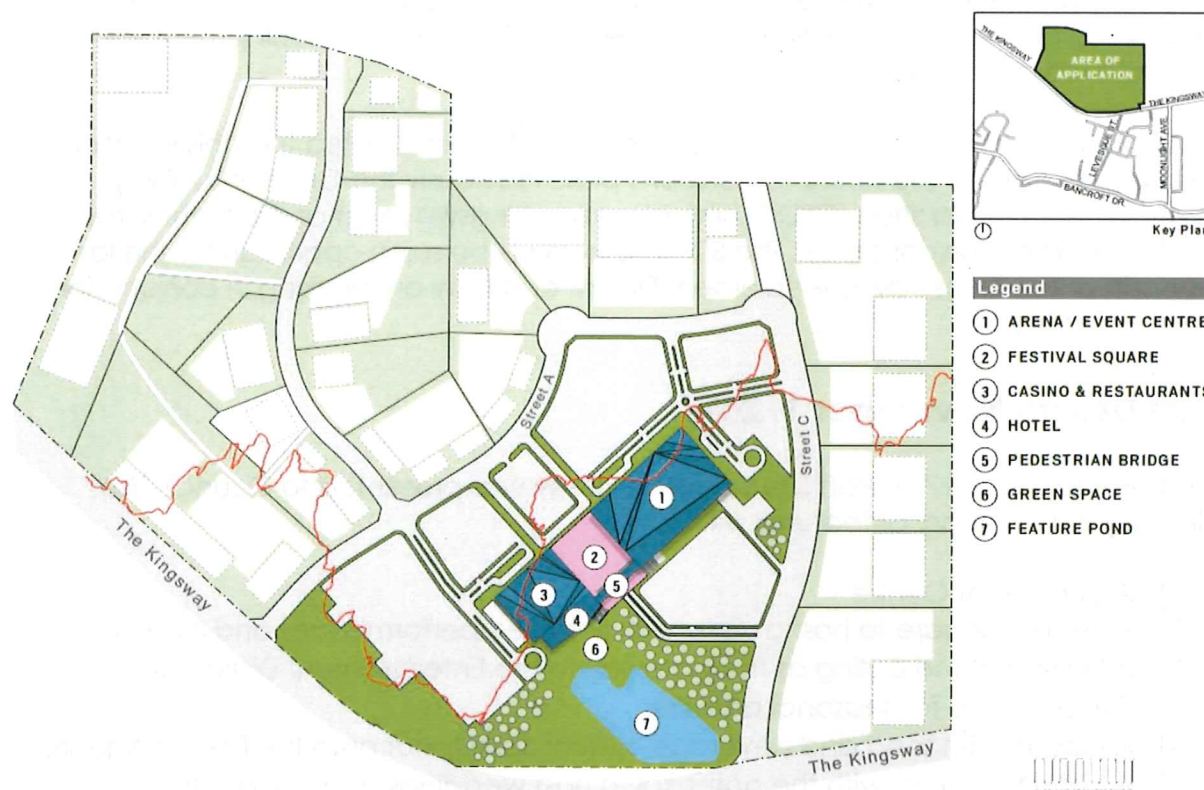 THE KINGSWAY
AREA OF
APPLICATION
THE KINGSWAY
LEVESQUE ST.
MOONLIGHT AVE.
BANCROFT DR.
Key Plan
Legend
1 ARENA / EVENT CENTRE
2 FESTIVAL SQUARE
3 CASINO & RESTAURANTS
4 HOTEL
5 PEDESTRIAN BRIDGE
6 GREEN SPACE
7 FEATURE POND
Street A
Street C
1
2
3
4
5
6
7
The Kingsway
The Kingsway